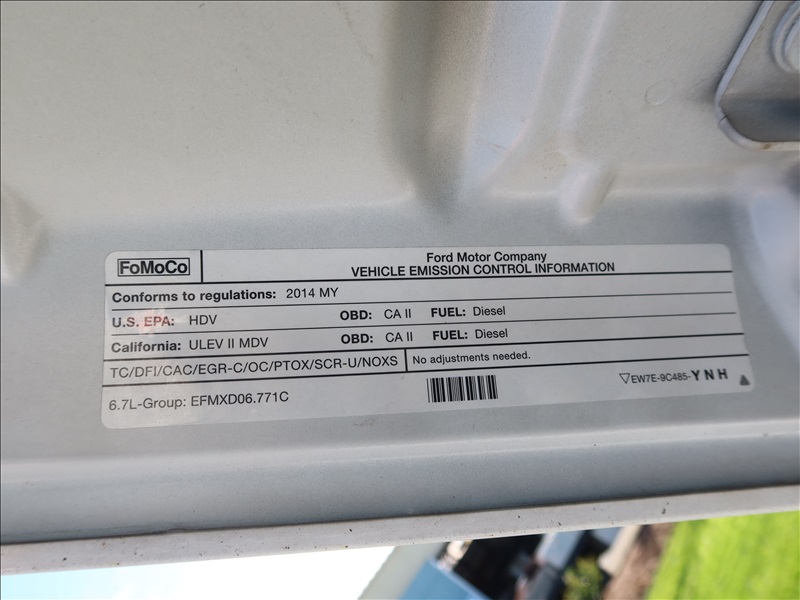 FoMoCo
Ford Motor Company
VEHICLE EMISSION CONTROL INFORMATION
Conforms to regulations: 2014 MY
U.S. EPA: HDV OBD: CA II FUEL: Diesel
California: ULEV II MDV OBD: CA II FUEL: Diesel
TC/DFI/CAC/EGR-C/OC/PTOX/SCR-U/NOXS No adjustments needed.
6.7L-Group: EFMXD06.771C ▽EW7E-9C485-YNH